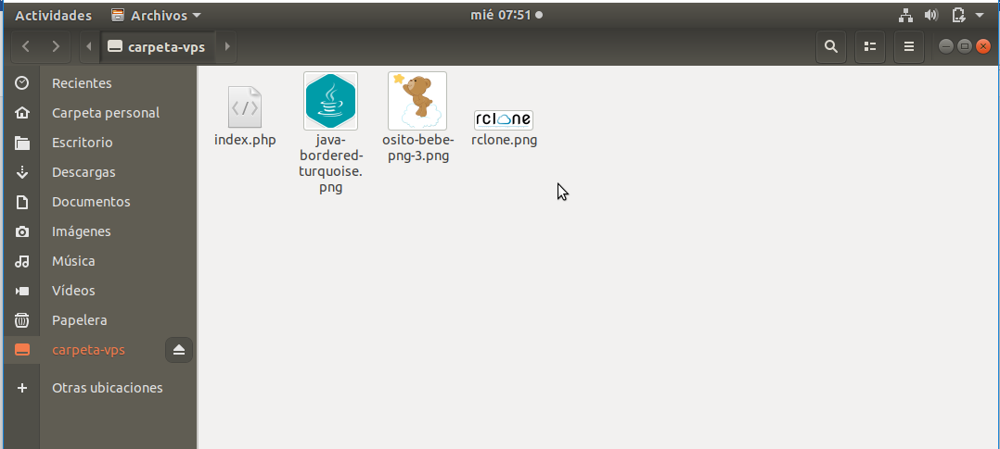 Actividades Archivos mié 07:51
carpeta-vps
Recientes
Carpeta personal
Escritorio
Descargas
Documentos
Imágenes
Música
Vídeos
Papelera
carpeta-vps
Otras ubicaciones
</>
index.php
java-
bordered-
turquoise.
png
osito-bebe-
png-3.png
rclone
rclone.png